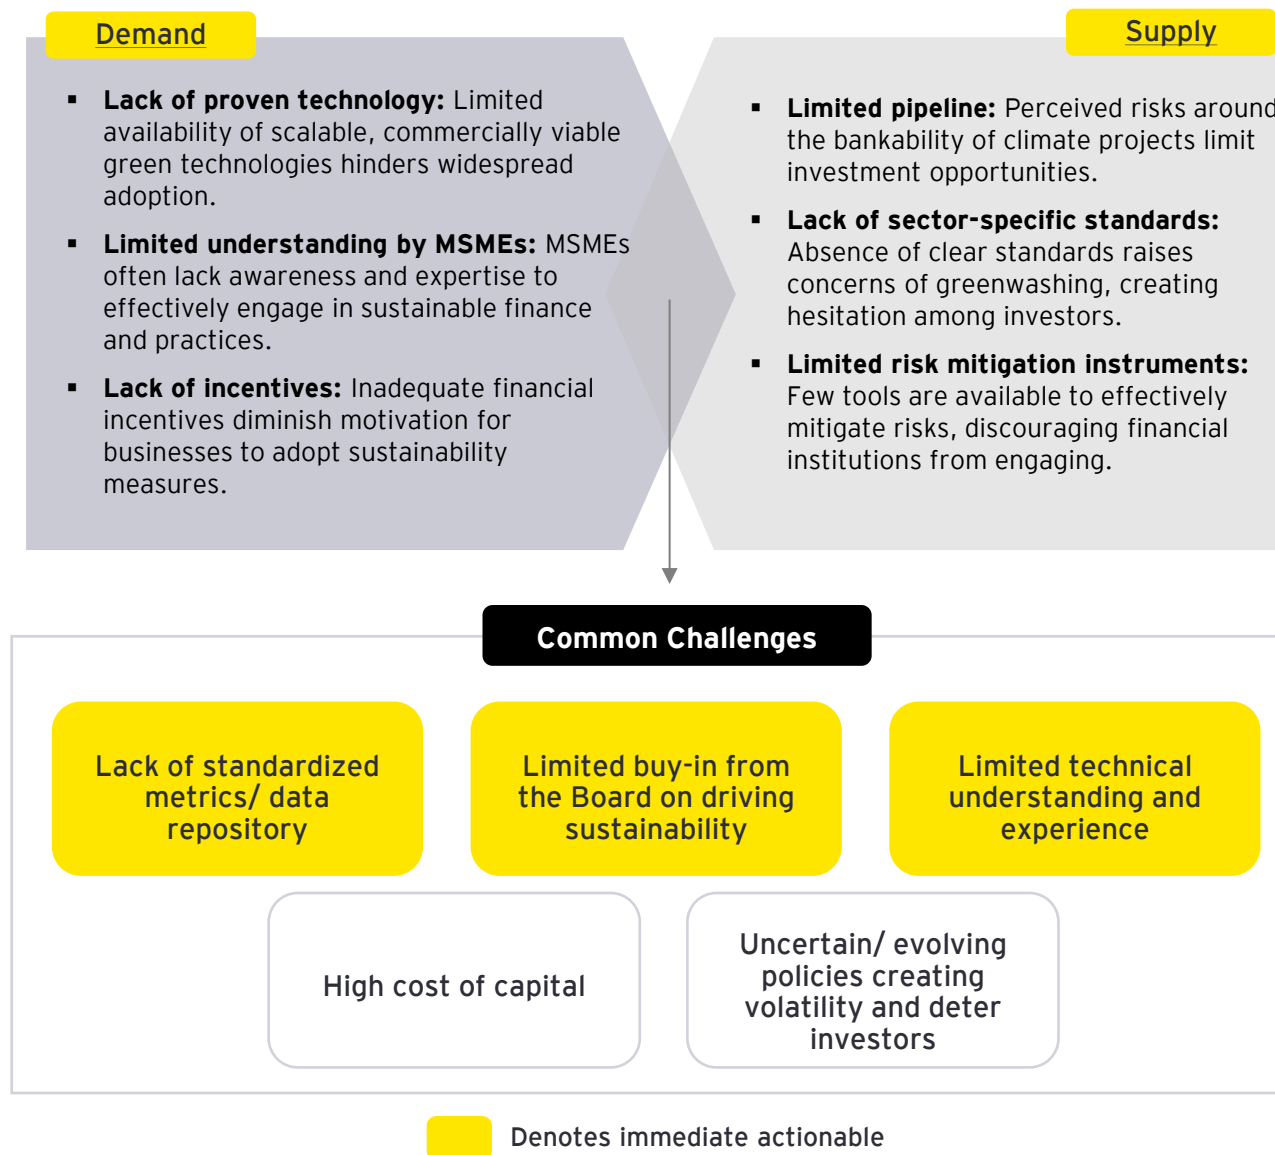 Demand
▪ Lack of proven technology: Limited
availability of scalable, commercially viable
green technologies hinders widespread
adoption.
▪ Limited understanding by MSMEs: MSMEs
often lack awareness and expertise to
effectively engage in sustainable finance
and practices.
▪ Lack of incentives: Inadequate financial
incentives diminish motivation for
businesses to adopt sustainability
measures.
Supply
▪ Limited pipeline: Perceived risks around
the bankability of climate projects limit
investment opportunities.
▪ Lack of sector-specific standards:
Absence of clear standards raises
concerns of greenwashing, creating
hesitation among investors.
▪ Limited risk mitigation instruments:
Few tools are available to effectively
mitigate risks, discouraging financial
institutions from engaging.
Common Challenges
Lack of standardized
metrics/ data
repository
Limited buy-in from
the Board on driving
sustainability
Limited technical
understanding and
experience
High cost of capital
Uncertain/ evolving
policies creating
volatility and deter
investors
Denotes immediate actionable